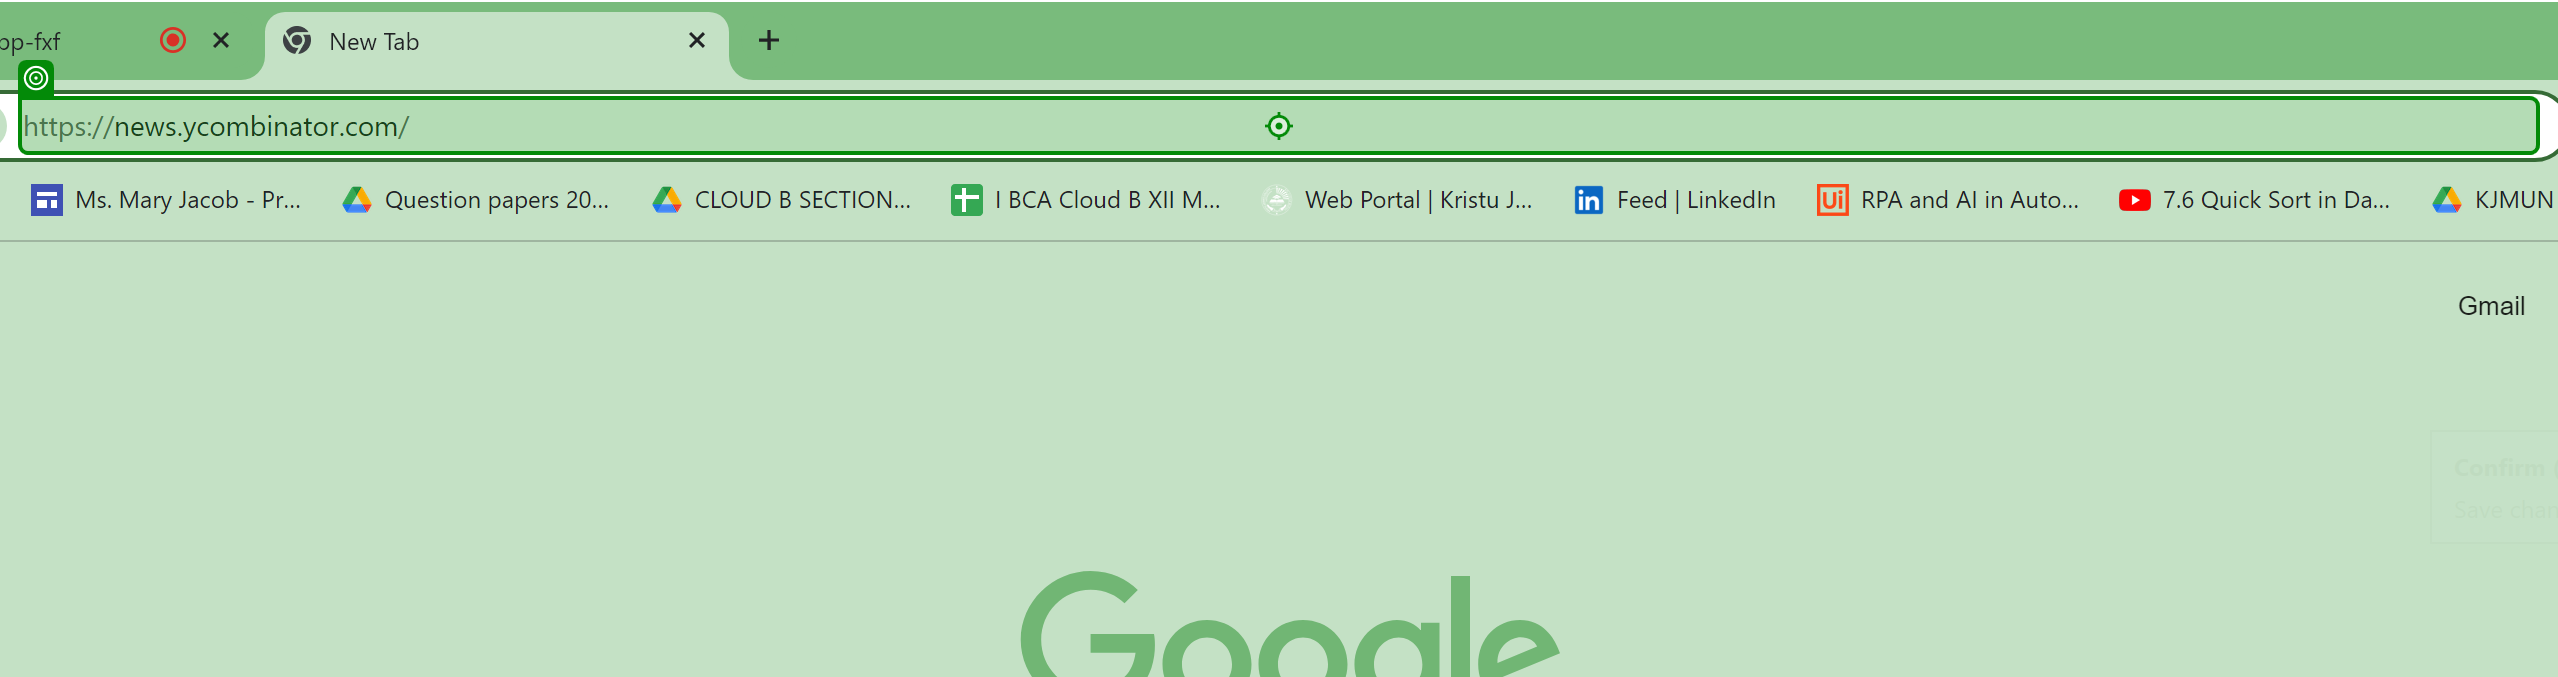 pp-fxf
New Tab
https://news.ycombinator.com/
Ms. Mary Jacob - Pr... Question papers 20... CLOUD B SECTION... I BCA Cloud B XII M... Web Portal | Kristu J... Feed | LinkedIn RPA and AI in Auto... 7.6 Quick Sort in Da... KJMUN
Gmail
Confirm
Save chan
Google